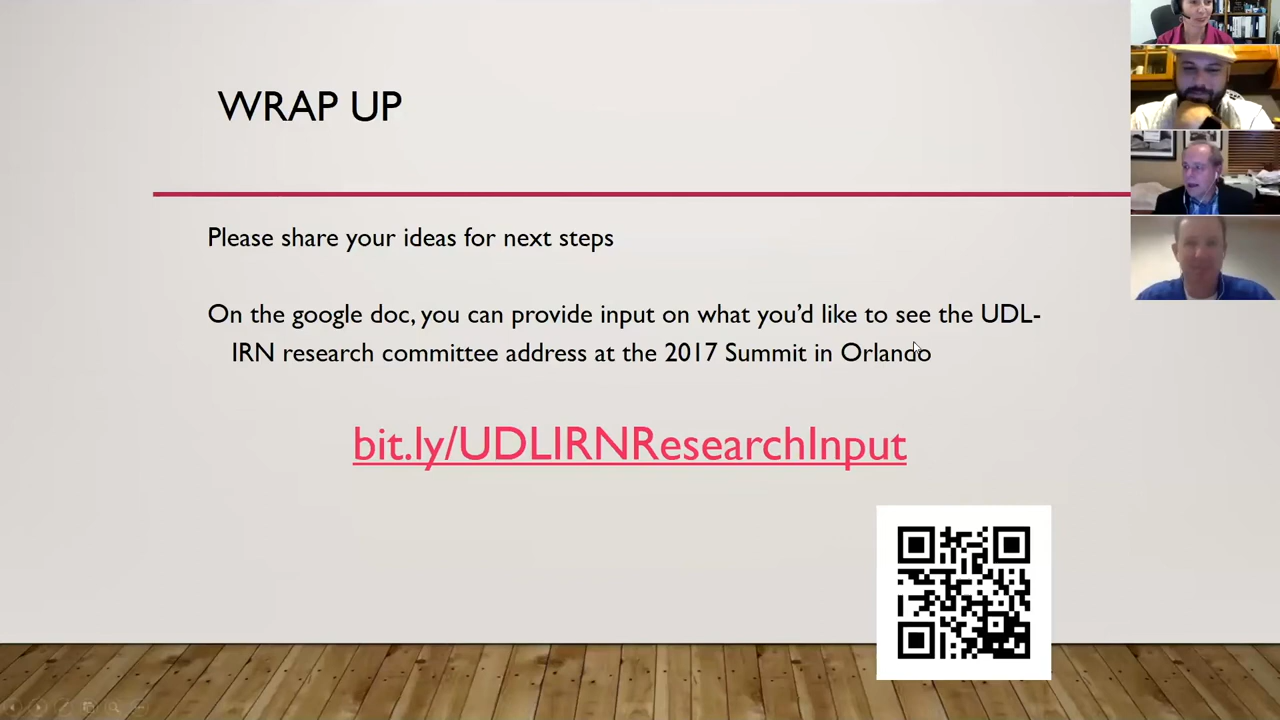 WRAP UP
Please share your ideas for next steps
On the google doc, you can provide input on what you’d like to see the UDL-
IRN research committee address at the 2017 Summit in Orlando
bit.ly/UDLIRNResearchInput